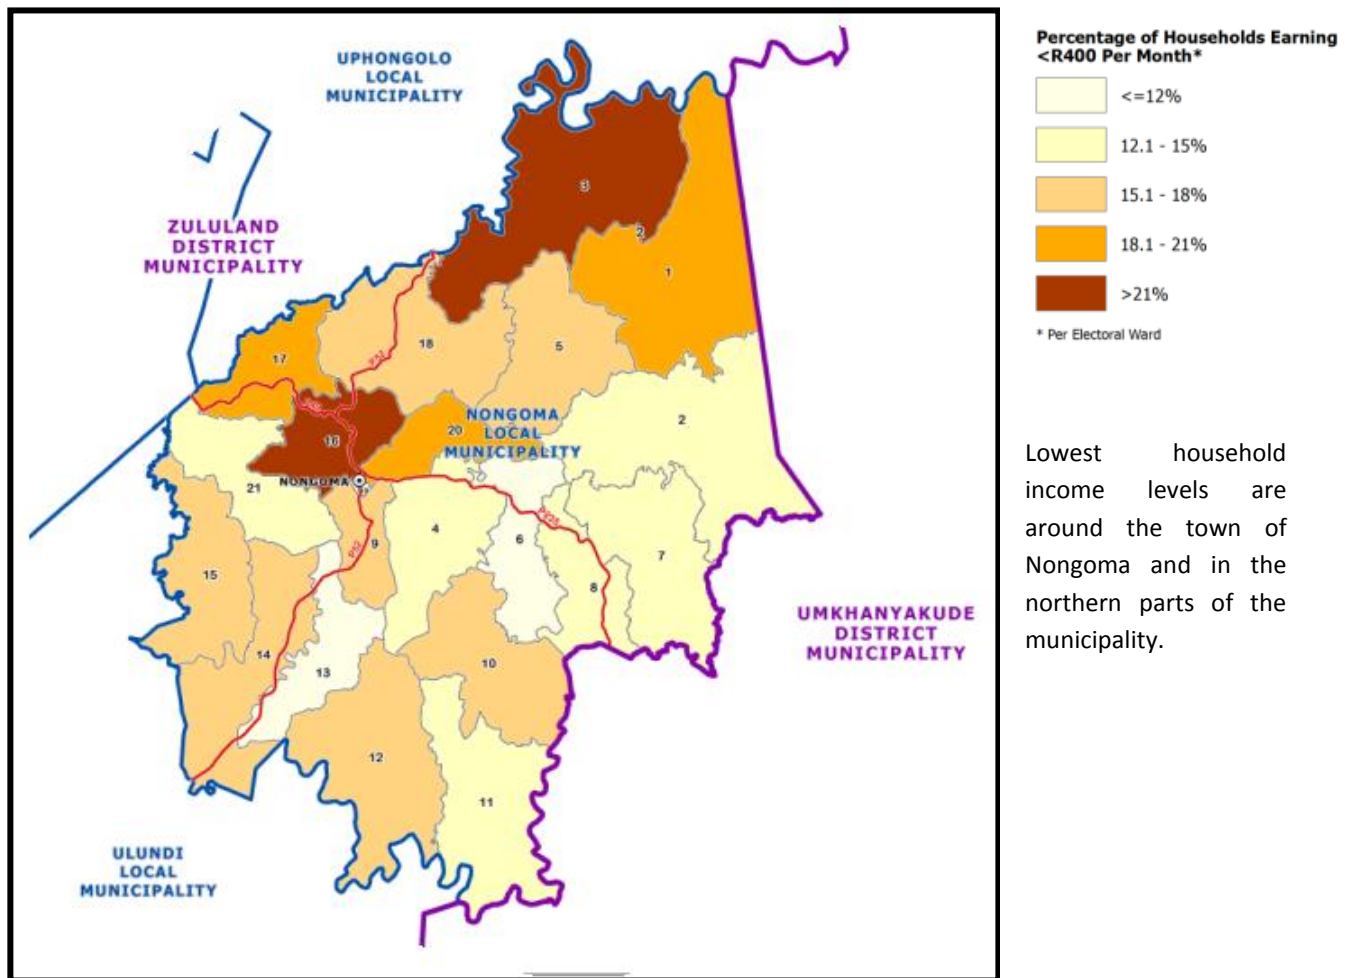 UPHONGOLO
LOCAL
MUNICIPALITY
ZULULAND
DISTRICT
MUNICIPALITY
3
2
1
18
5
17
P52
16
20
NONGOMA
LOCAL
MUNICIPALITY
2
NONGOMA
21
9
4
6
P235
7
8
P52
15
14
13
10
12
11
UMKHANYAKUDE
DISTRICT
MUNICIPALITY
ULUNDI
LOCAL
MUNICIPALITY
Percentage of Households Earning
<R400 Per Month*
<=12%
12.1 - 15%
15.1 - 18%
18.1 - 21%
>21%
* Per Electoral Ward
Lowest household
income levels are
around the town of
Nongoma and in the
northern parts of the
municipality.